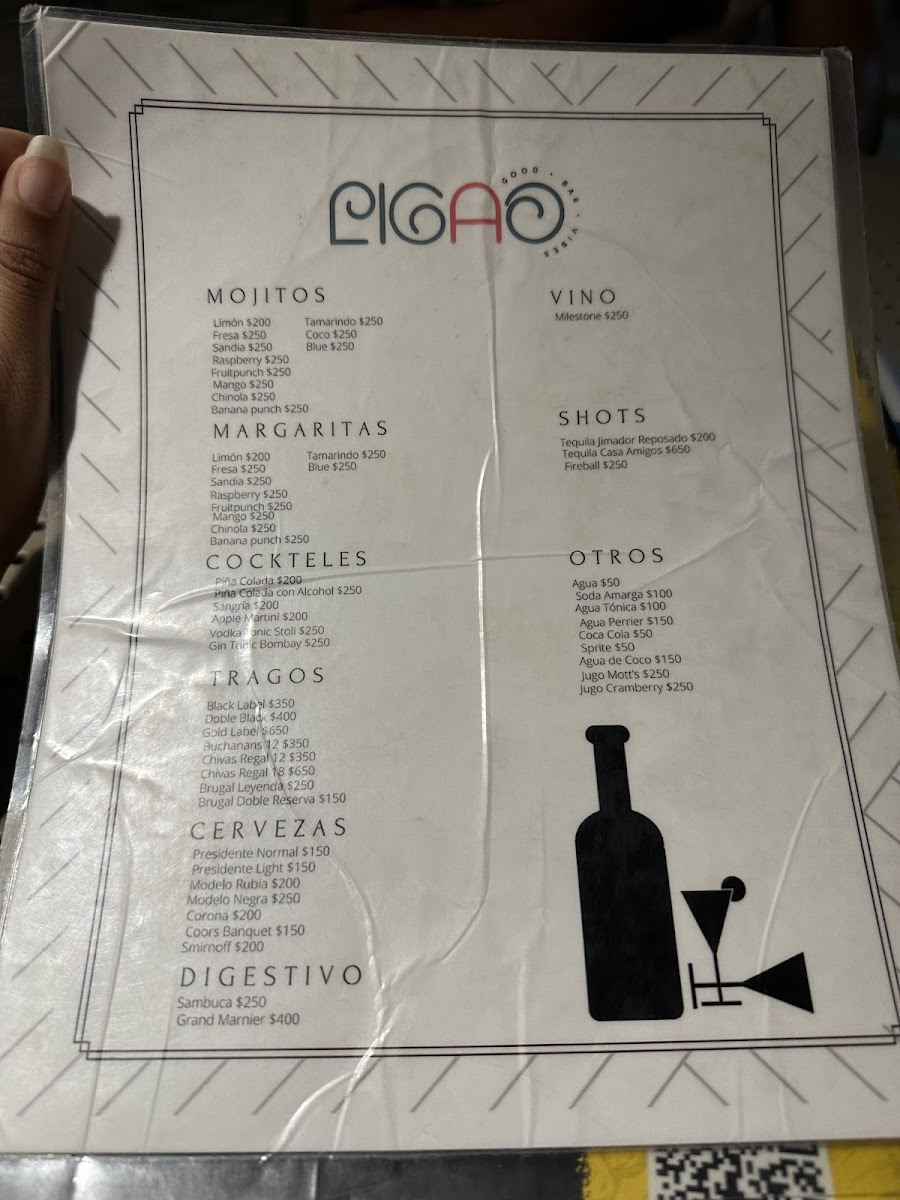 PIGAO
GOOD · BAR · VIBES
MOJITOS
Limón $200
Fresa $250
Sandia $250
Raspberry $250
Fruitpunch $250
Mango $250
Chinola $250
Banana punch $250
Tamarindo $250
Coco $250
Blue $250
MARGARITAS
Limón $200
Fresa $250
Sandia $250
Raspberry $250
Fruitpunch $250
Mango $250
Chinola $250
Banana punch $250
Tamarindo $250
Blue $250
COCKTELES
Piña Colada $200
Piña Colada con Alcohol $250
Sangría $200
Apple Martini $200
Vodka Tonic Stoli $250
Gin Tonic Bombay $250
TRAGOS
Black Label $350
Doble Black $400
Gold Label $650
Buchanans 12 $350
Chivas Regal 12 $350
Chivas Regal 18 $650
Brugal Leyenda $250
Brugal Doble Reserva $150
CERVEZAS
Presidente Normal $150
Presidente Light $150
Modelo Rubia $200
Modelo Negra $250
Corona $200
Coors Banquet $150
Smirnoff $200
DIGESTIVO
Sambuca $250
Grand Marnier $400
VINO
Milestone $250
SHOTS
Tequila Jimador Reposado $200
Tequila Casa Amigos $650
Fireball $250
OTROS
Agua $50
Soda Amarga $100
Agua Tónica $100
Agua Perrier $150
Coca Cola $50
Sprite $50
Agua de Coco $150
Jugo Mott's $250
Jugo Cramberry $250